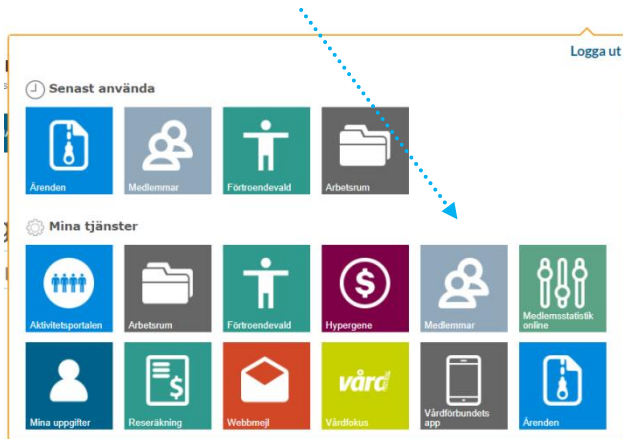 Logga ut
Senast använda
Ärenden
Medlemmar
Förtroendevald
Arbetsrum
Mina tjänster
Aktivitetsportalen
Arbetsrum
Förtroendevald
Hypergene
Medlemmar
Medlemsstatistik
online
Mina uppgifter
Reseräkning
Webbmejl
Vårdfokus
Vårdförbundets
app
Ärenden